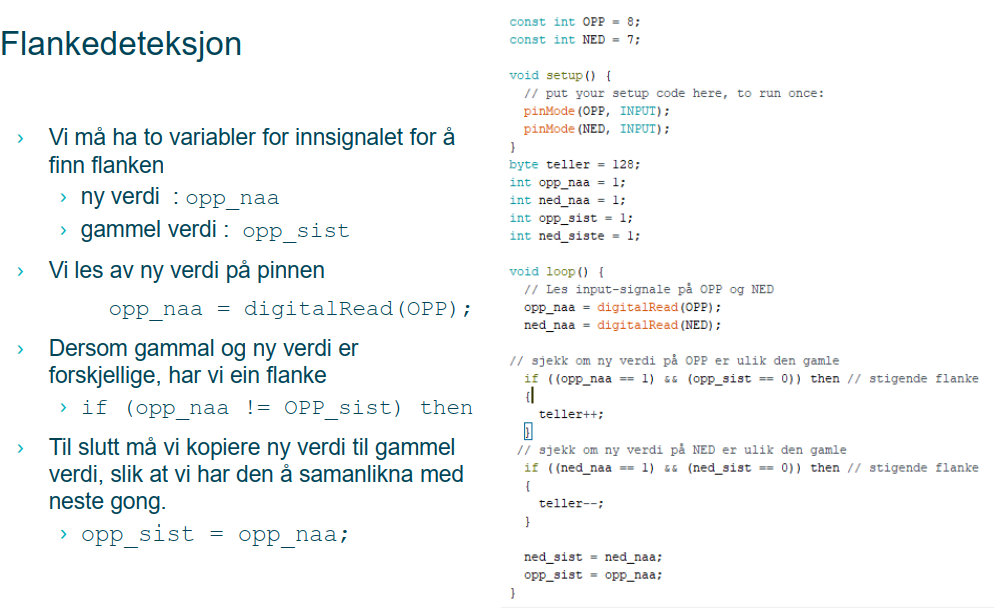 Flankedeteksjon
› Vi må ha to variabler for innsignalet for å
finn flanken
› ny verdi : opp_naa
› gammel verdi : opp_sist
› Vi les av ny verdi på pinnen
opp_naa = digitalRead(OPP);
› Dersom gammal og ny verdi er
forskjellige, har vi ein flanke
› if (opp_naa != OPP_sist) then
› Til slutt må vi kopiere ny verdi til gammel
verdi, slik at vi har den å samanlikna med
neste gong.
› opp_sist = opp_naa;
const int OPP = 8;
const int NED = 7;
void setup() {
// put your setup code here, to run once:
pinMode(OPP, INPUT);
pinMode(NED, INPUT);
}
byte teller = 128;
int opp_naa = 1;
int ned_naa = 1;
int opp_sist = 1;
int ned_siste = 1;
void loop() {
// Les input-signale på OPP og NED
opp_naa = digitalRead(OPP);
ned_naa = digitalRead(NED);
// sjekk om ny verdi på OPP er ulik den gamle
if ((opp_naa == 1) && (opp_sist == 0)) then // stigende flanke
{
teller++;
}
// sjekk om ny verdi på NED er ulik den gamle
if ((ned_naa == 1) && (ned_sist == 0)) then // stigende flanke
{
teller--;
}
ned_sist = ned_naa;
opp_sist = opp_naa;
}